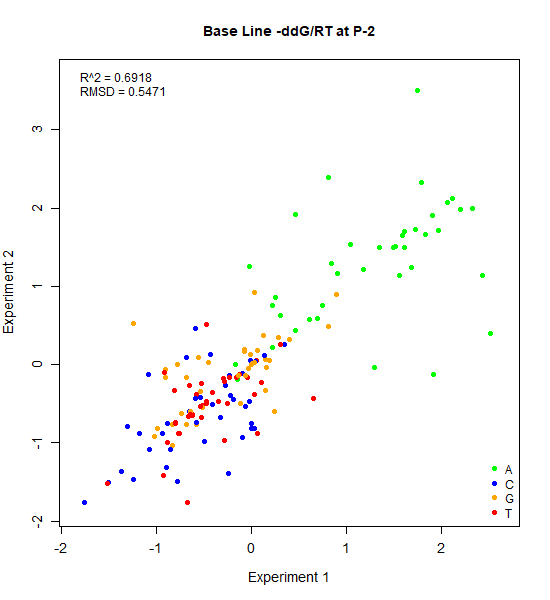 Base Line -ddG/RT at P-2
R^2 = 0.6918
RMSD = 0.5471
Experiment 2
3
2
1
0
-1
-2
A
C
G
T
-2 -1 0 1 2
Experiment 1